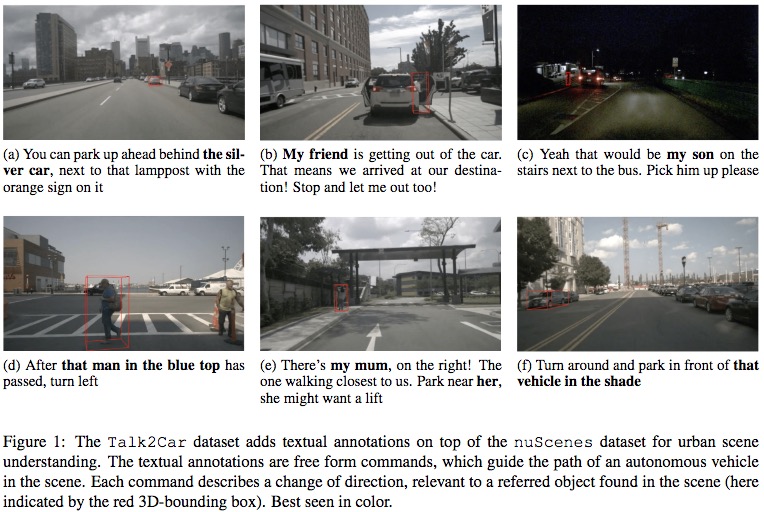 (a) You can park up ahead behind the sil-
ver car, next to that lamppost with the
orange sign on it
(b) My friend is getting out of the car.
That means we arrived at our destina-
tion! Stop and let me out too!
(c) Yeah that would be my son on the
stairs next to the bus. Pick him up please
(d) After that man in the blue top has
passed, turn left
(e) There's my mum, on the right! The
one walking closest to us. Park near her,
she might want a lift
(f) Turn around and park in front of that
vehicle in the shade
Figure 1: The Talk2Car dataset adds textual annotations on top of the nuScenes dataset for urban scene
understanding. The textual annotations are free form commands, which guide the path of an autonomous vehicle
in the scene. Each command describes a change of direction, relevant to a referred object found in the scene (here
indicated by the red 3D-bounding box). Best seen in color.